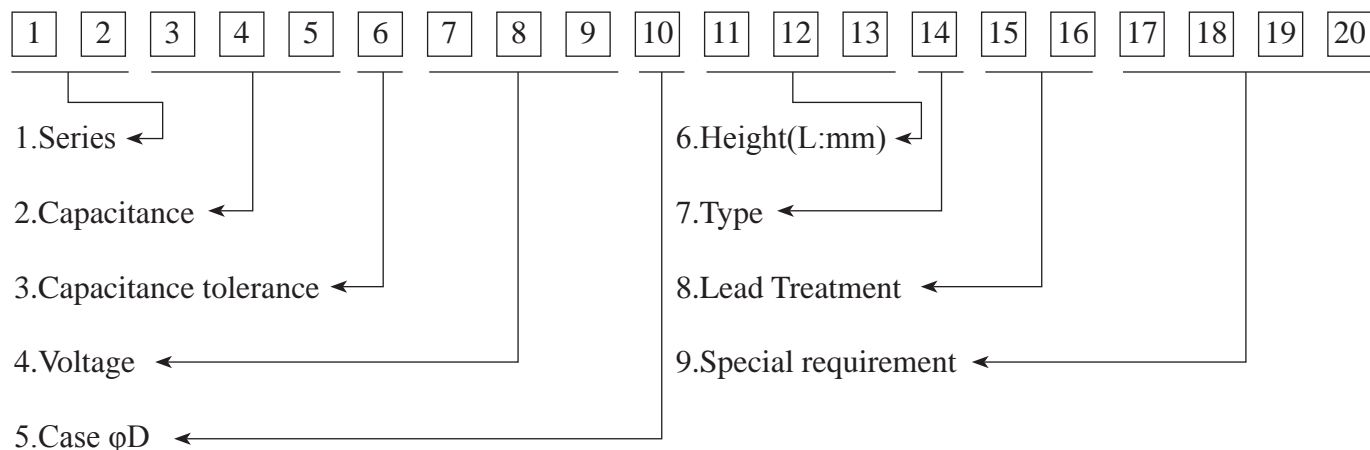 1 2 3 4 5 6 7 8 9 10 11 12 13 14 15 16 17 18 19 20
1.Series
6.Height(L:mm)
2.Capacitance
7.Type
3.Capacitance tolerance
8.Lead Treatment
4.Voltage
9.Special requirement
5.Case φD